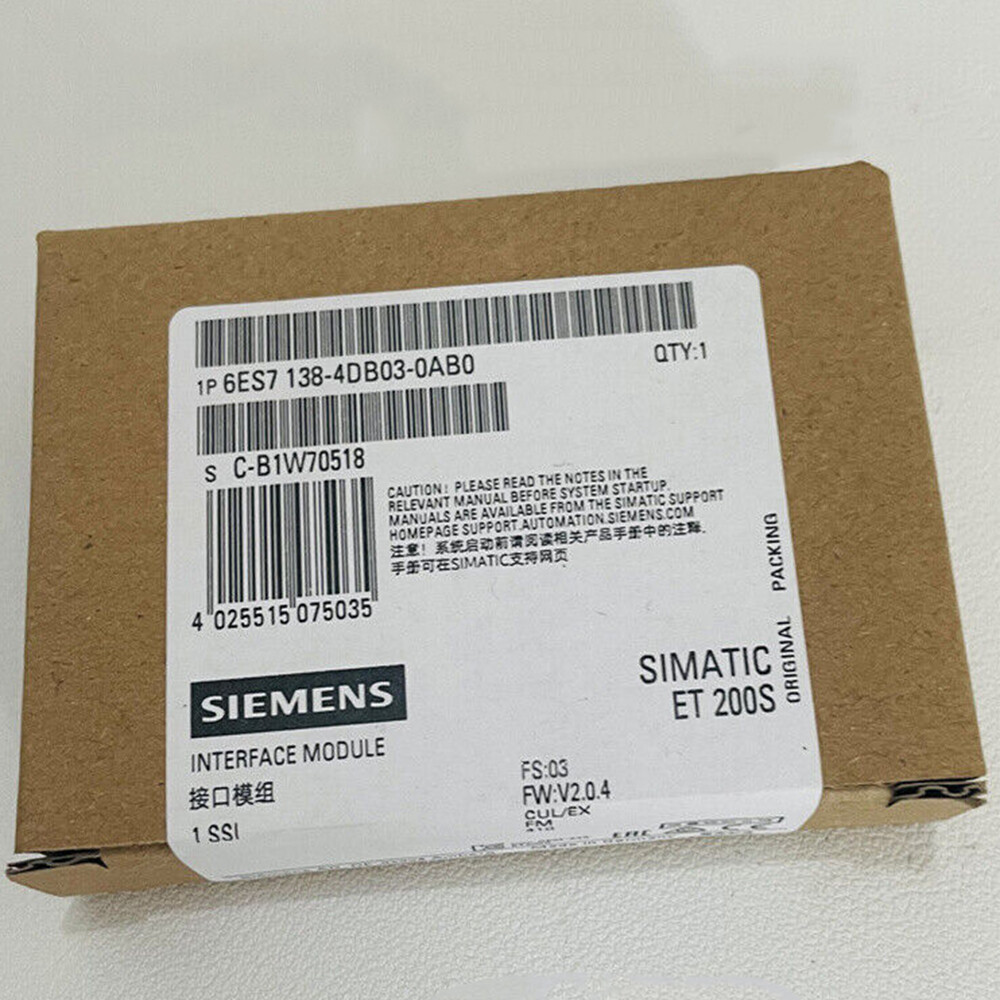 1P 6ES7 138-4DB03-0AB0
QTY:1
S C-B1W70518
CAUTION: PLEASE READ THE NOTES IN THE
RELEVANT MANUAL BEFORE SYSTEM STARTUP.
MANUALS ARE AVAILABLE FROM THE SIMATIC SUPPORT
HOMEPAGE SUPPORT.AUTOMATION.SIEMENS.COM
注意！系统启动前请阅读相关产品手册中的注释.
手册可在SIMATIC支持网页
4 025515 075035
ORIGINAL PACKING
SIEMENS
SIMATIC
ET 200S
INTERFACE MODULE
接口模组
1 SSI
FS:03
FW:V2.0.4
CUL/EX
FM